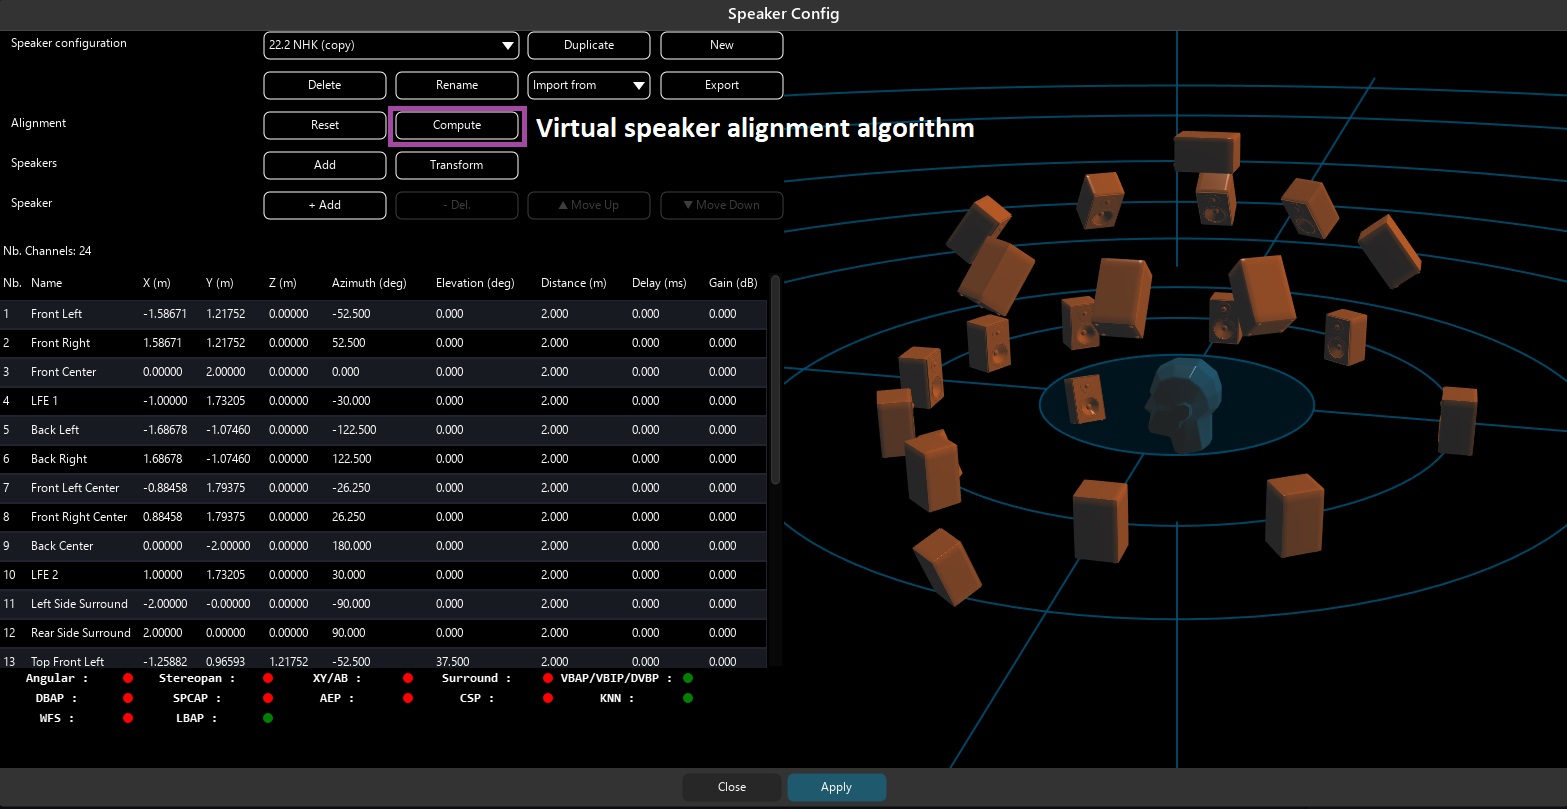 Speaker Config
Speaker configuration 22.2 NHK (copy) Duplicate New
Delete Rename Import from Export
Alignment Reset Compute Virtual speaker alignment algorithm
Speakers Add Transform
Speaker + Add - Del. ▲ Move Up ▼ Move Down
Nb. Channels: 24
Nb. Name X (m) Y (m) Z (m) Azimuth (deg) Elevation (deg) Distance (m) Delay (ms) Gain (dB)
1 Front Left -1.58671 1.21752 0.00000 -52.500 0.000 2.000 0.000 0.000
2 Front Right 1.58671 1.21752 0.00000 52.500 0.000 2.000 0.000 0.000
3 Front Center 0.00000 2.00000 0.00000 0.000 0.000 2.000 0.000 0.000
4 LFE 1 -1.00000 1.73205 0.00000 -30.000 0.000 2.000 0.000 0.000
5 Back Left -1.68678 -1.07460 0.00000 -122.500 0.000 2.000 0.000 0.000
6 Back Right 1.68678 -1.07460 0.00000 122.500 0.000 2.000 0.000 0.000
7 Front Left Center -0.88458 1.79375 0.00000 -26.250 0.000 2.000 0.000 0.000
8 Front Right Center 0.88458 1.79375 0.00000 26.250 0.000 2.000 0.000 0.000
9 Back Center 0.00000 -2.00000 0.00000 180.000 0.000 2.000 0.000 0.000
10 LFE 2 1.00000 1.73205 0.00000 30.000 0.000 2.000 0.000 0.000
11 Left Side Surround -2.00000 -0.00000 0.00000 -90.000 0.000 2.000 0.000 0.000
12 Rear Side Surround 2.00000 0.00000 0.00000 90.000 0.000 2.000 0.000 0.000
13 Top Front Left -1.25882 0.96593 1.21752 -52.500 37.500 2.000 0.000 0.000
Angular : Stereopan : XY/AB : Surround : VBAP/VBIP/DVBP :
DBAP : SPCAP : AEP : CSP : KNN :
WFS : LBAP :
Close Apply